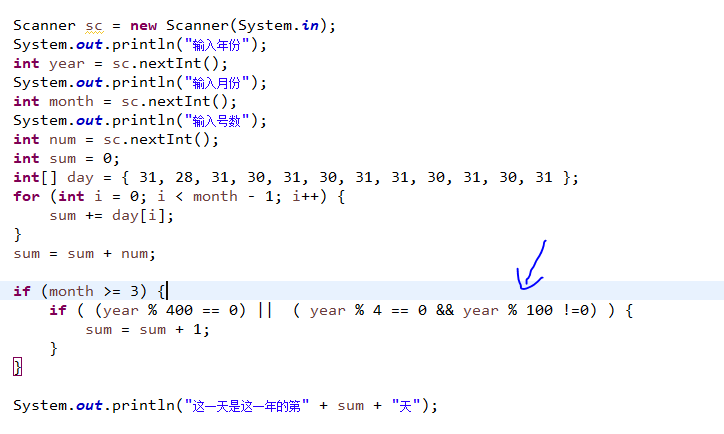 Scanner sc = new Scanner(System.in);
System.out.println("输入年份");
int year = sc.nextInt();
System.out.println("输入月份");
int month = sc.nextInt();
System.out.println("输入号数");
int num = sc.nextInt();
int sum = 0;
int[] day = { 31, 28, 31, 30, 31, 30, 31, 31, 30, 31, 30, 31 };
for (int i = 0; i < month - 1; i++) {
    sum += day[i];
}
sum = sum + num;
if (month >= 3) {
    if ( (year % 400 == 0) ||  ( year % 4 == 0 && year % 100 !=0) ) {
        sum = sum + 1;
    }
}
System.out.println("这一天是这一年的第" + sum + "天");